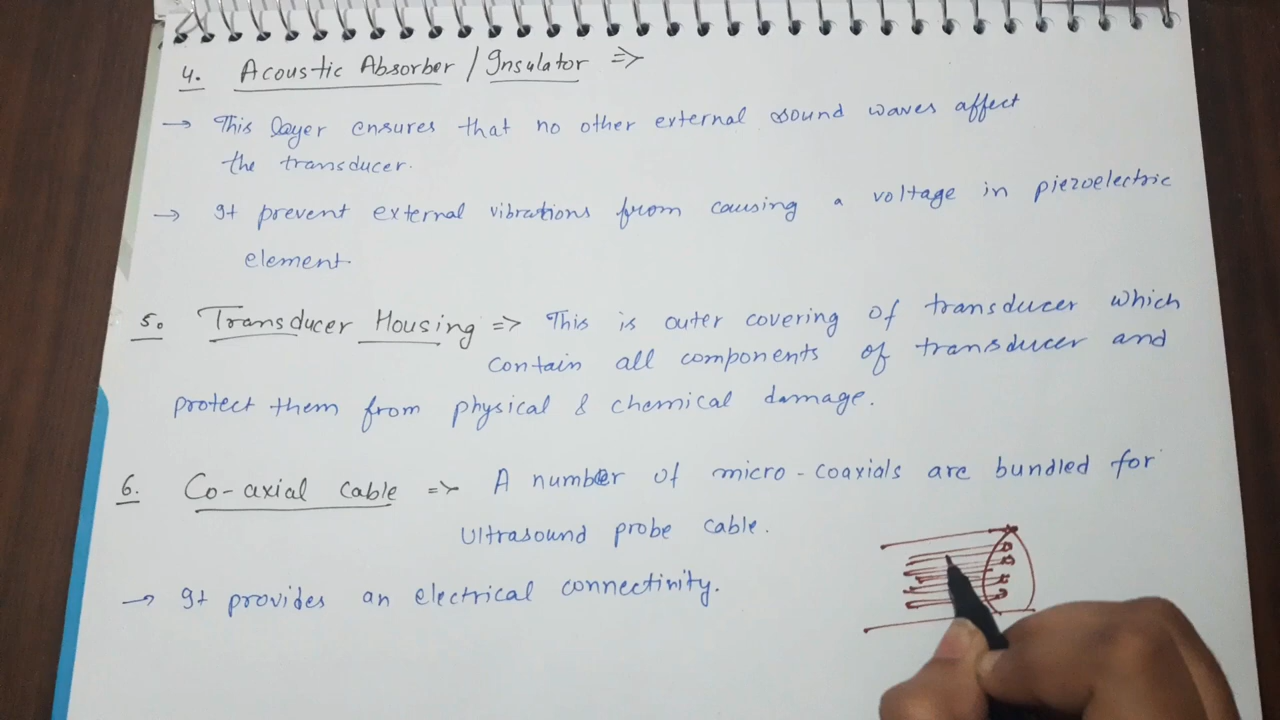 4. Acoustic Absorber / Insulator =>
→ This layer ensures that no other external sound waves affect
the transducer.
→ It prevent external vibrations from causing a voltage in piezoelectric
element.
5. Transducer Housing => This is outer covering of transducer which
contain all components of transducer and
protect them from physical & chemical damage.
6. Co-axial cable => A number of micro-coaxials are bundled for
Ultrasound probe cable.
→ It provides an electrical connectinity.